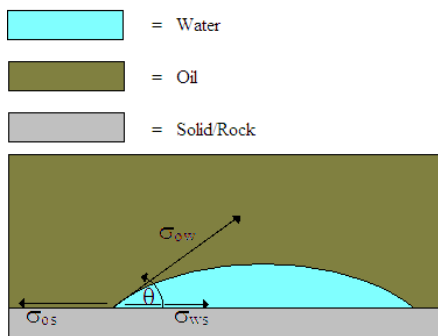 = Water
= Oil
= Solid/Rock
σow
θ
σos σws